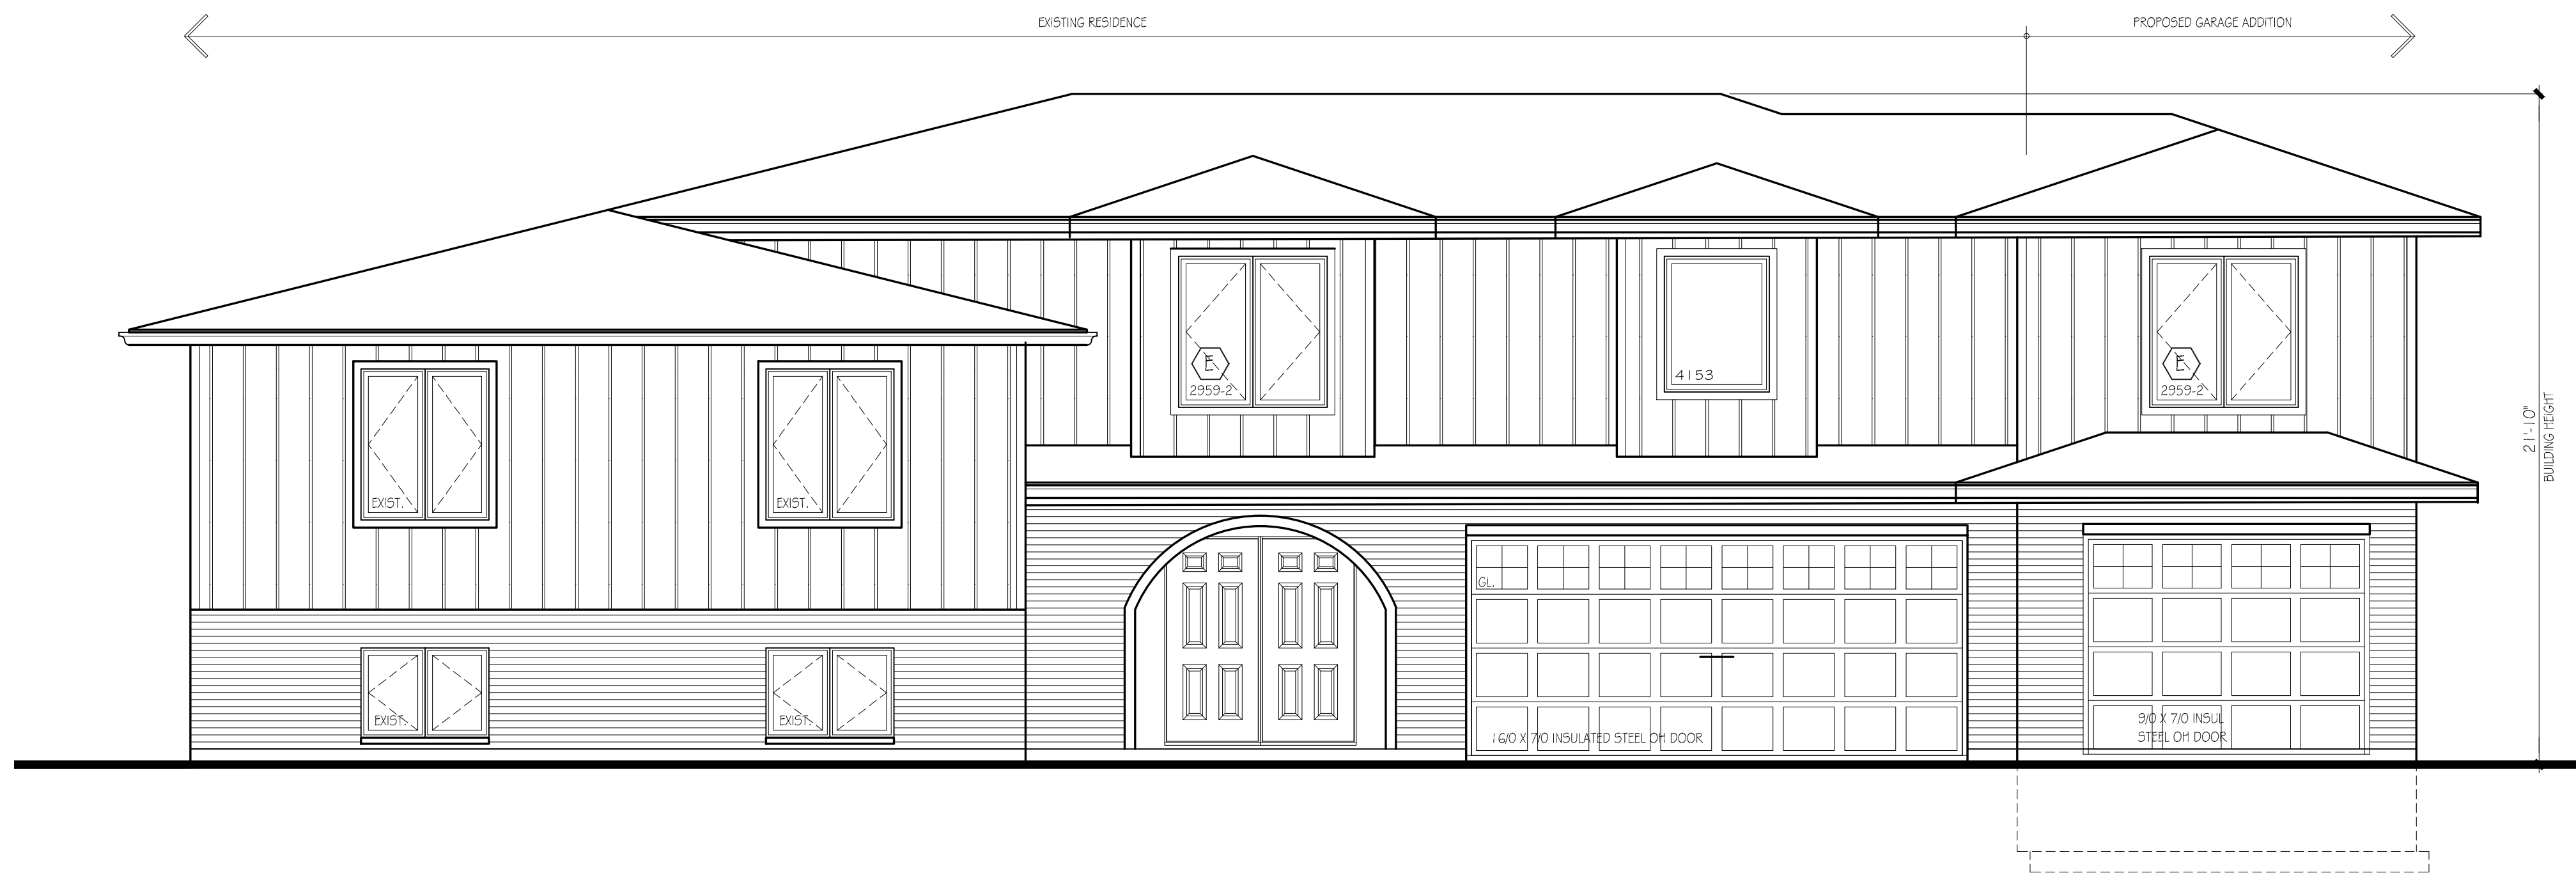 EXISTING RESIDENCE
PROPOSED GARAGE ADDITION
E
2959-2
4153
E
2959-2
21'-10"
BUILDING HEIGHT
EXIST.
EXIST.
GL.
EXIST.
EXIST.
16/0 X 7/0 INSULATED STEEL OH DOOR
9/0 X 7/0 INSUL
STEEL OH DOOR